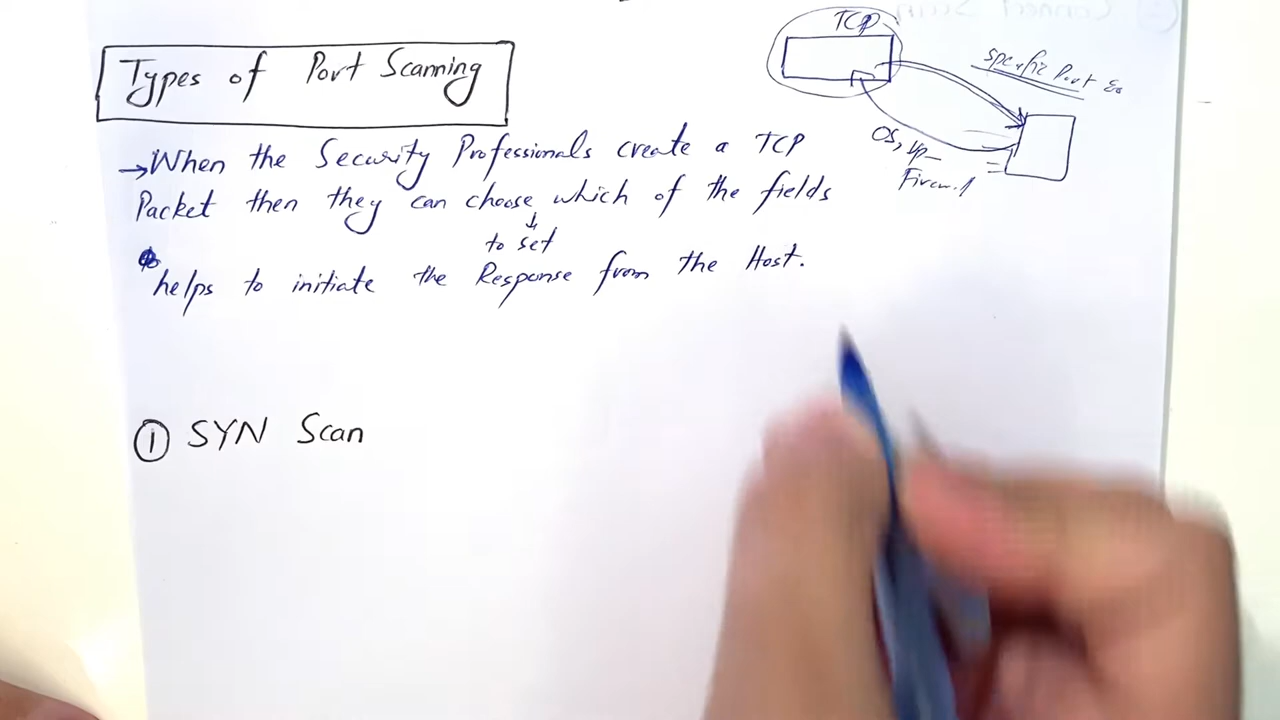 Types of Port Scanning
TCP
specific Port
OS, up-
→When the Security Professionals create a TCP
Packet then they can choose which of the fields
↓
to set
helps to initiate the Response from the Host.
① SYN Scan